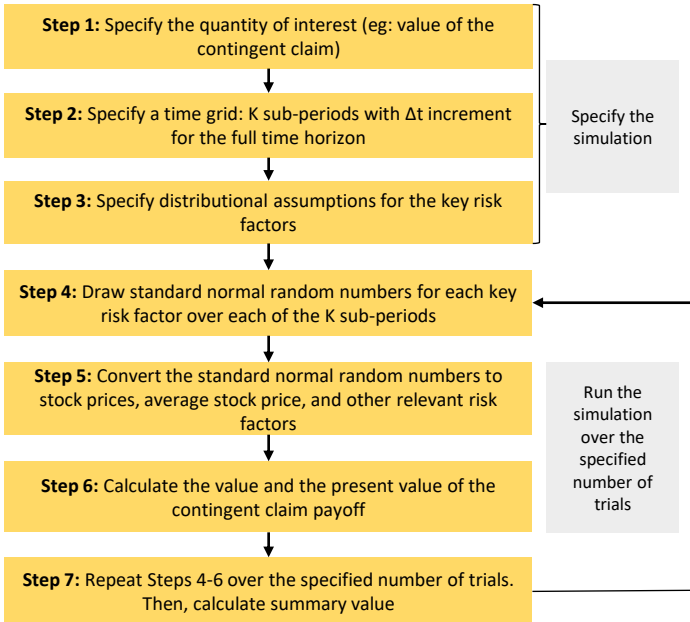 Step 1: Specify the quantity of interest (eg: value of the
contingent claim)
Step 2: Specify a time grid: K sub-periods with Δt increment
for the full time horizon
Step 3: Specify distributional assumptions for the key risk
factors
Specify the
simulation
Step 4: Draw standard normal random numbers for each key
risk factor over each of the K sub-periods
Step 5: Convert the standard normal random numbers to
stock prices, average stock price, and other relevant risk
factors
Step 6: Calculate the value and the present value of the
contingent claim payoff
Step 7: Repeat Steps 4-6 over the specified number of trials.
Then, calculate summary value
Run the
simulation
over the
specified
number of
trials